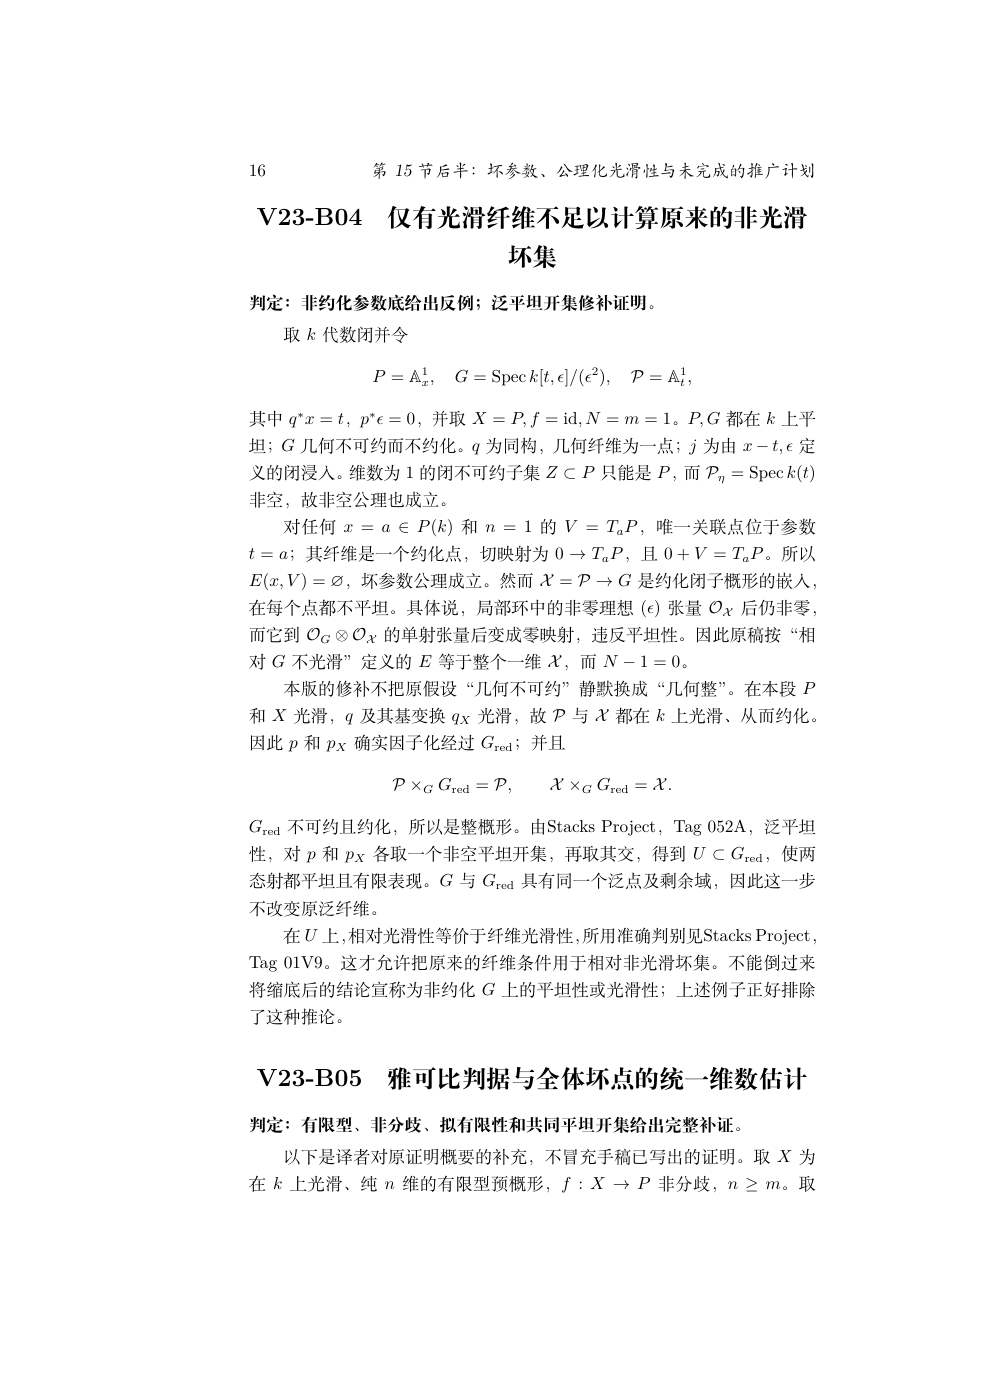 16 第 15 节后半：坏参数、公理化光滑性与未完成的推广计划
V23-B04 仅有光滑纤维不足以计算原来的非光滑
坏集
判定：非约化参数底给出反例；泛平坦开集修补证明。
取 k 代数闭并令
P = 𝔸¹ₓ, G = Spec k[t, ϵ]/(ϵ²), 𝒫 = 𝔸¹ₜ,
其中 q*x = t，p*ϵ = 0，并取 X = P, f = id, N = m = 1。P, G 都在 k 上平
坦；G 几何不可约而不约化。q 为同构，几何纤维为一点；j 为由 x − t, ϵ 定
义的闭浸入。维数为 1 的闭不可约子集 Z ⊂ P 只能是 P，而 𝒫_η = Spec k(t)
非空，故非空公理也成立。
对任何 x = a ∈ P(k) 和 n = 1 的 V = TₐP，唯一关联点位于参数
t = a；其纤维是一个约化点，切映射为 0 → TₐP，且 0 + V = TₐP。所以
E(x, V) = ∅，坏参数公理成立。然而 𝒳 = 𝒫 → G 是约化闭子概形的嵌入，
在每个点都不平坦。具体说，局部环中的非零理想 (ϵ) 张量 𝒪_𝒳 后仍非零，
而它到 𝒪_G ⊗ 𝒪_𝒳 的单射张量后变成零映射，违反平坦性。因此原稿按“相
对 G 不光滑”定义的 E 等于整个一维 𝒳，而 N − 1 = 0。
本版的修补不把原假设“几何不可约”静默换成“几何整”。在本段 P
和 X 光滑，q 及其基变换 q_X 光滑，故 𝒫 与 𝒳 都在 k 上光滑、从而约化。
因此 p 和 p_X 确实因子化经过 G_red；并且
𝒫 ×_G G_red = 𝒫, 𝒳 ×_G G_red = 𝒳.
G_red 不可约且约化，所以是整概形。由Stacks Project，Tag 052A，泛平坦
性，对 p 和 p_X 各取一个非空平坦开集，再取其交，得到 U ⊂ G_red，使两
态射都平坦且有限表现。G 与 G_red 具有同一个泛点及剩余域，因此这一步
不改变原泛纤维。
在 U 上，相对光滑性等价于纤维光滑性，所用准确判别见Stacks Project，
Tag 01V9。这才允许把原来的纤维条件用于相对非光滑坏集。不能倒过来
将缩底后的结论宣称为非约化 G 上的平坦性或光滑性；上述例子正好排除
了这种推论。
V23-B05 雅可比判据与全体坏点的统一维数估计
判定：有限型、非分歧、拟有限性和共同平坦开集给出完整补证。
以下是译者对原证明概要的补充，不冒充手稿已写出的证明。取 X 为
在 k 上光滑、纯 n 维的有限型预概形，f : X → P 非分歧，n ≥ m。取